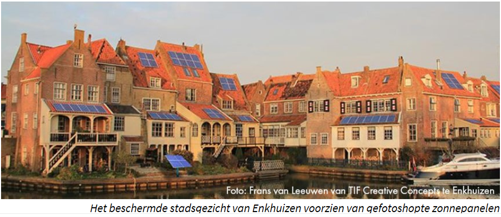 Foto: Frans van Leeuwen van TIF Creative Concepts te Enkhuizen
Het beschermde stadsgezicht van Enkhuizen voorzien van gefotoshopte zonnepanelen